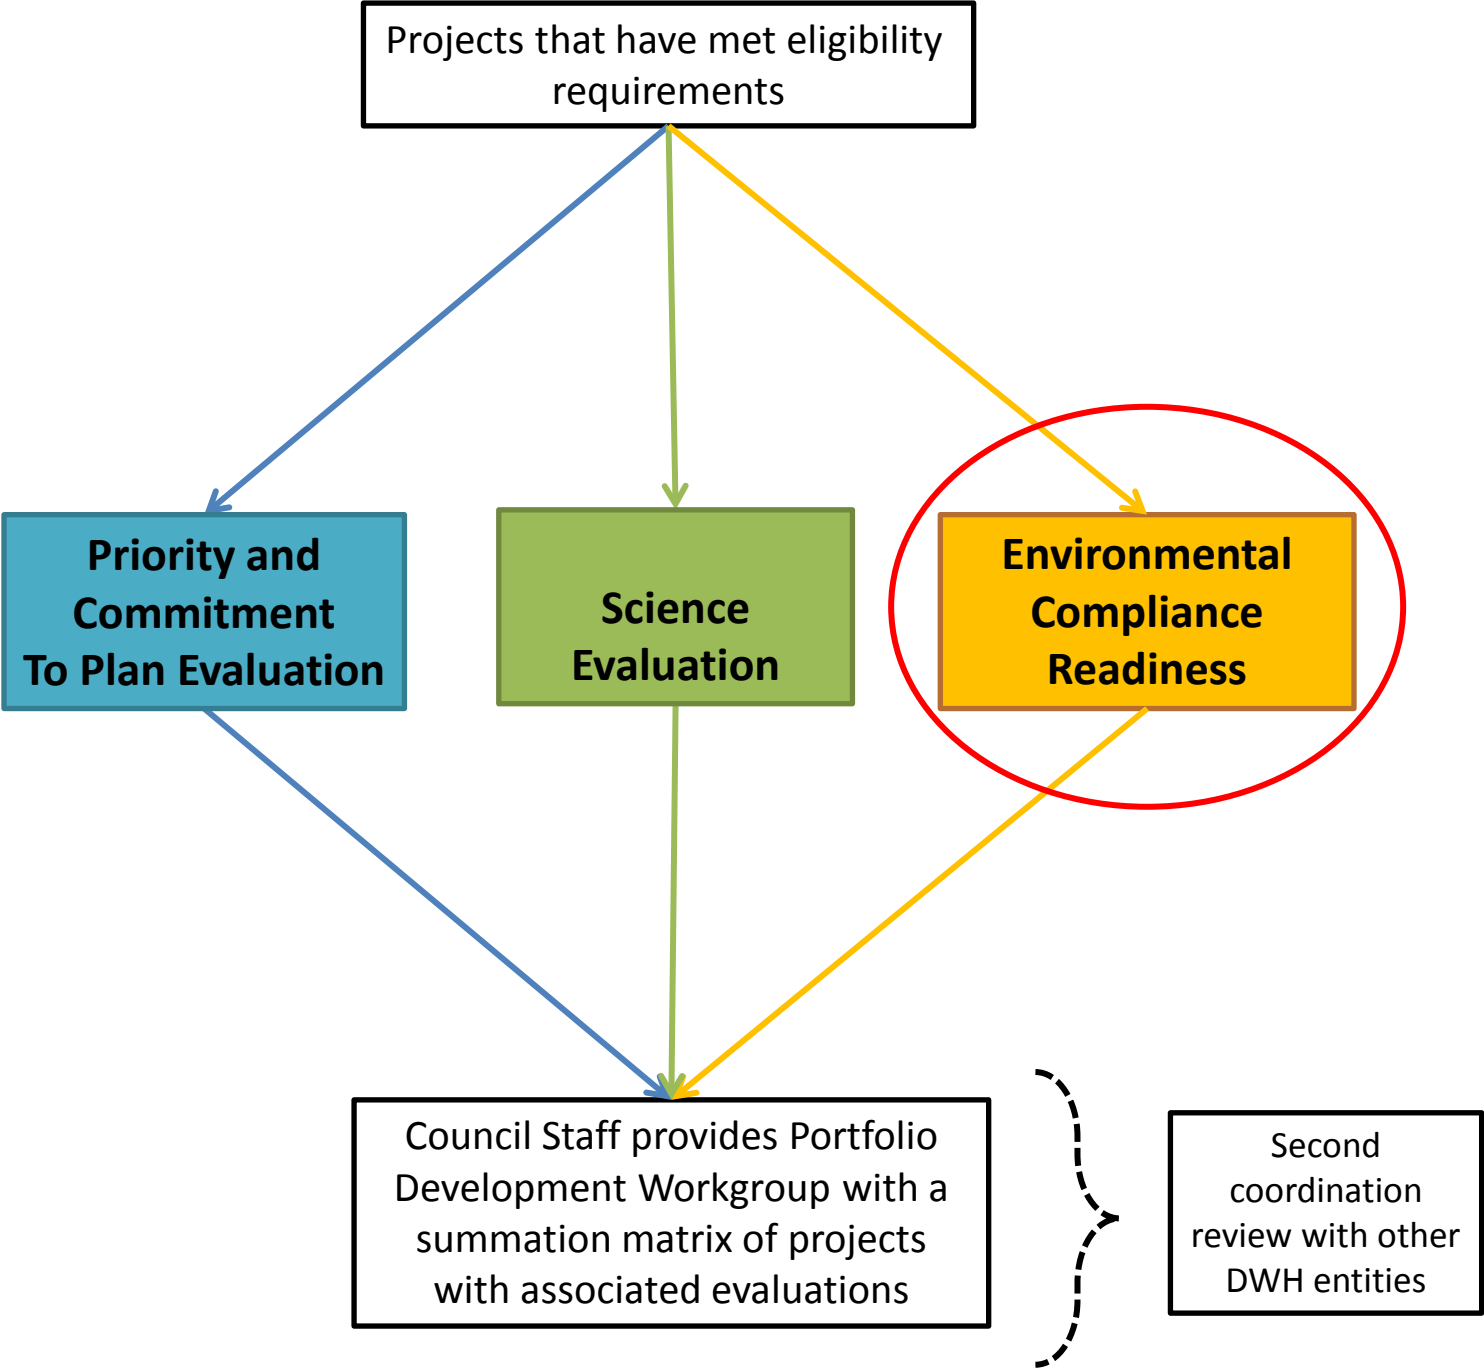 Projects that have met eligibility
requirements
Priority and
Commitment
To Plan Evaluation
Science
Evaluation
Environmental
Compliance
Readiness
Council Staff provides Portfolio
Development Workgroup with a
summation matrix of projects
with associated evaluations
Second
coordination
review with other
DWH entities